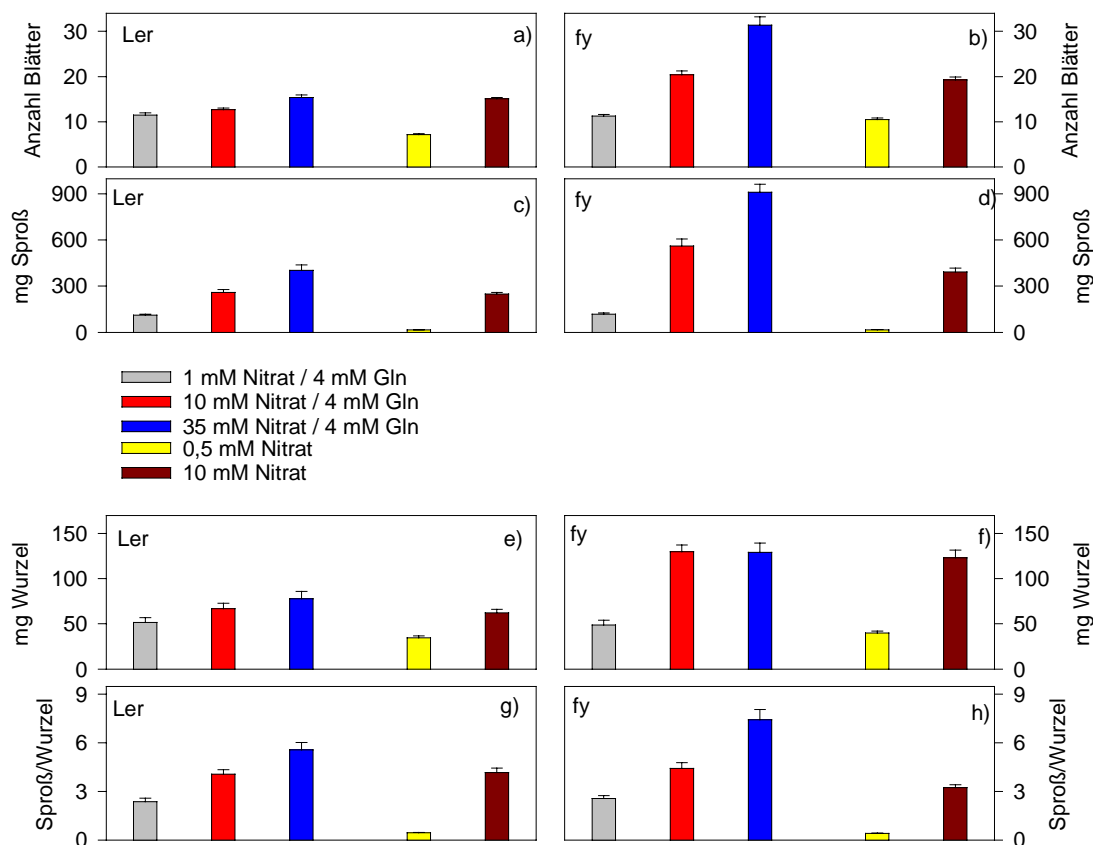 Anzahl Blätter
30
20
10
0
Ler
a)
fy
b)
30
20
10
0
Anzahl Blätter
mg Sproß
900
600
300
0
Ler
c)
fy
d)
900
600
300
0
mg Sproß
1 mM Nitrat / 4 mM Gln
10 mM Nitrat / 4 mM Gln
35 mM Nitrat / 4 mM Gln
0,5 mM Nitrat
10 mM Nitrat
mg Wurzel
150
100
50
0
Ler
e)
fy
f)
150
100
50
0
mg Wurzel
Sproß/Wurzel
9
6
3
0
Ler
g)
fy
h)
9
6
3
0
Sproß/Wurzel